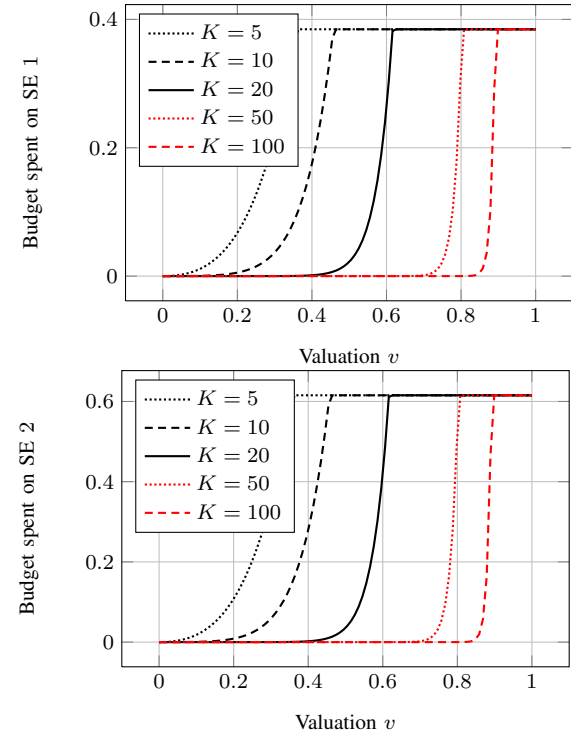 0.4
0.2
0
Budget spent on SE 1
K = 5
K = 10
K = 20
K = 50
K = 100
0 0.2 0.4 0.6 0.8 1
Valuation v
0.6
0.4
0.2
0
Budget spent on SE 2
K = 5
K = 10
K = 20
K = 50
K = 100
0 0.2 0.4 0.6 0.8 1
Valuation v